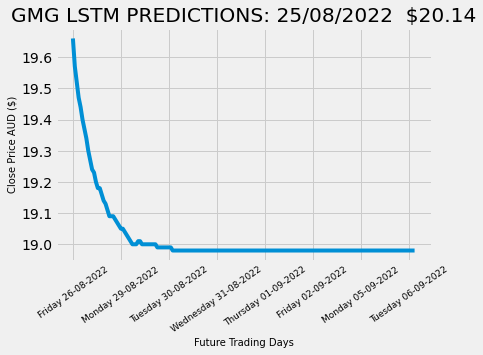 GMG LSTM PREDICTIONS: 25/08/2022  $20.14
Close Price AUD ($)
19.6
19.5
19.4
19.3
19.2
19.1
19.0
Friday 26-08-2022
Monday 29-08-2022
Tuesday 30-08-2022
Wednesday 31-08-2022
Thursday 01-09-2022
Friday 02-09-2022
Monday 05-09-2022
Tuesday 06-09-2022
Future Trading Days